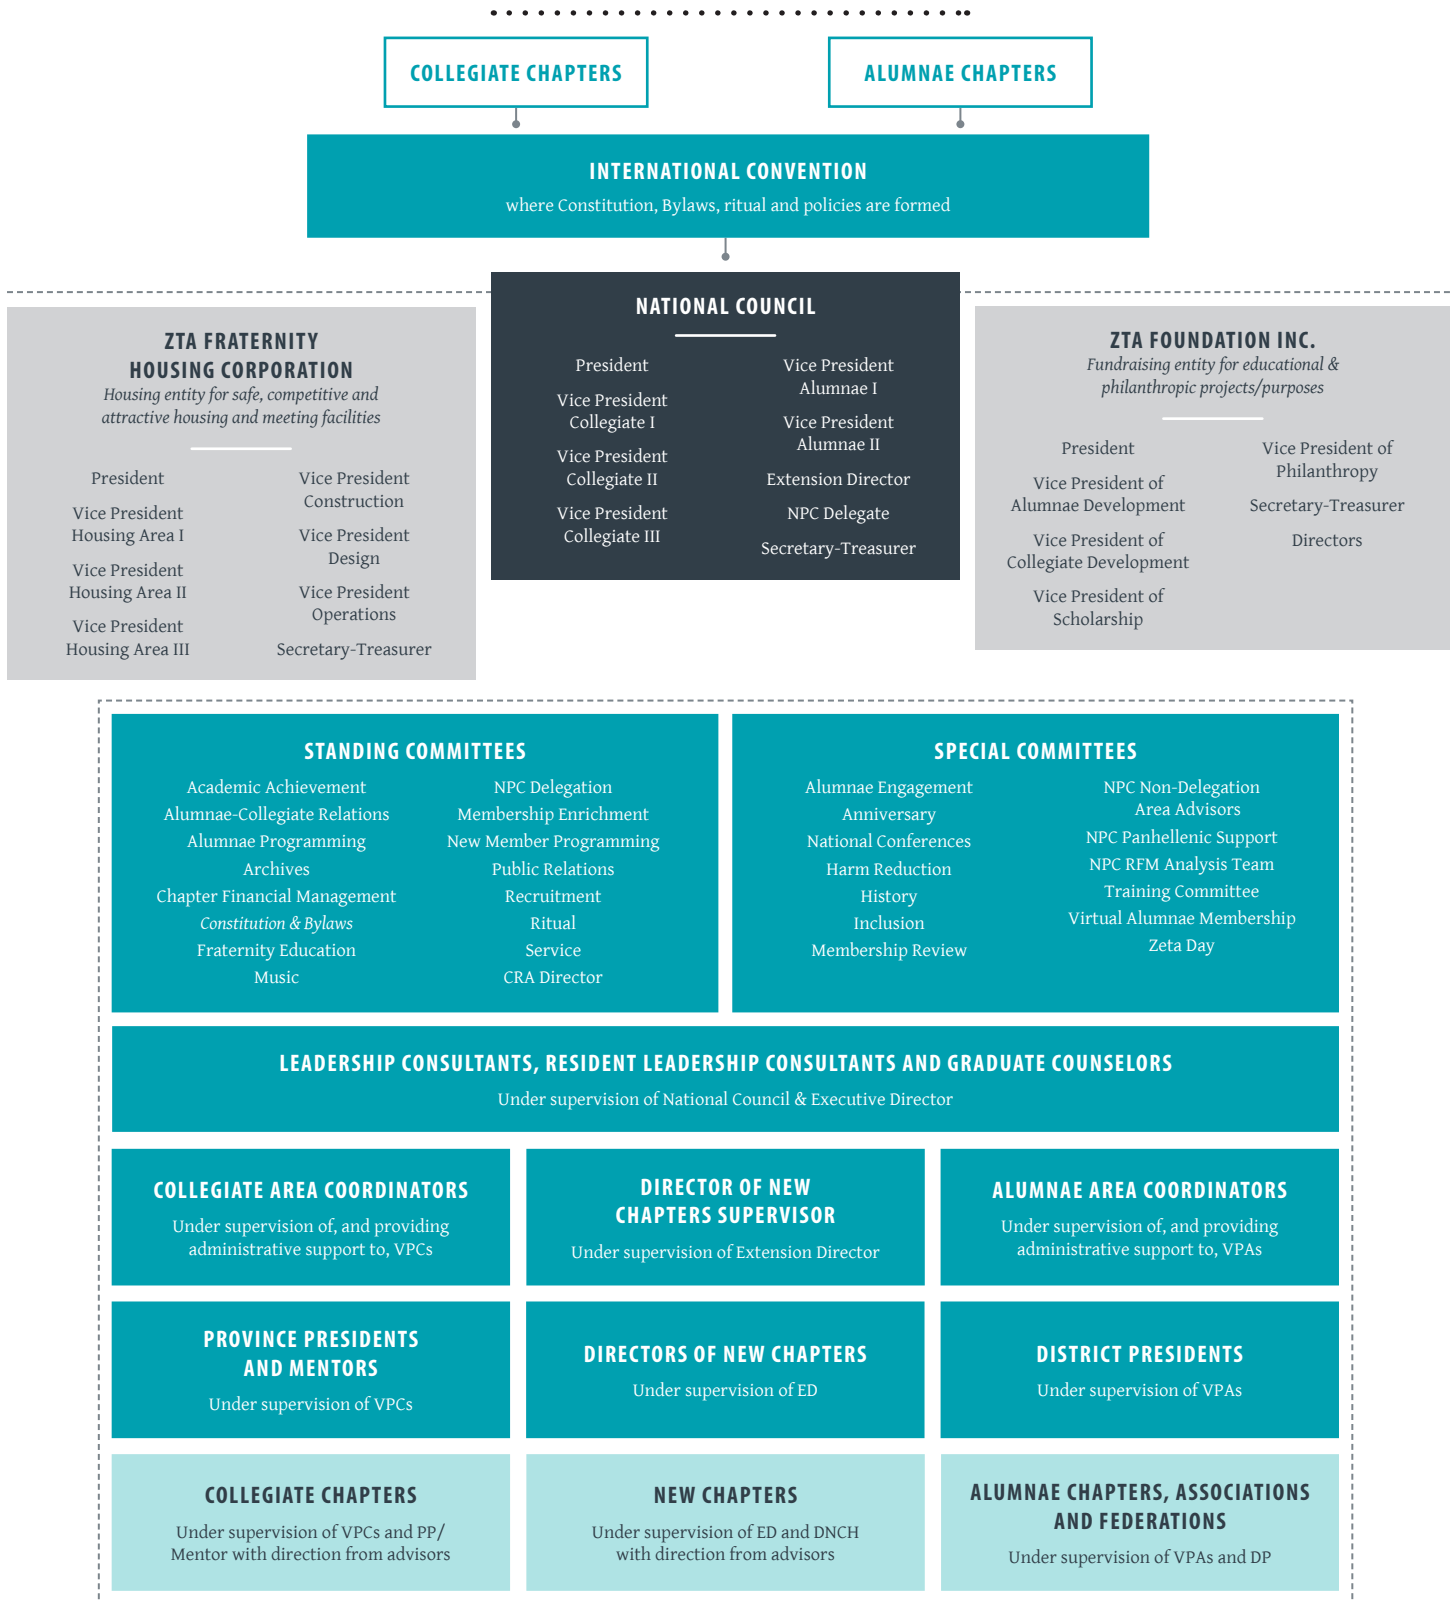 COLLEGIATE CHAPTERS
ALUMNAE CHAPTERS
INTERNATIONAL CONVENTION
where Constitution, Bylaws, ritual and policies are formed
NATIONAL COUNCIL
President
Vice President
Collegiate I
Vice President
Collegiate II
Vice President
Collegiate III
Vice President
Alumnae I
Vice President
Alumnae II
Extension Director
NPC Delegate
Secretary-Treasurer
ZTA FRATERNITY
HOUSING CORPORATION
Housing entity for safe, competitive and
attractive housing and meeting facilities
President
Vice President
Housing Area I
Vice President
Housing Area II
Vice President
Housing Area III
Vice President
Construction
Vice President
Design
Vice President
Operations
Secretary-Treasurer
ZTA FOUNDATION INC.
Fundraising entity for educational &
philanthropic projects/purposes
President
Vice President of
Alumnae Development
Vice President of
Collegiate Development
Vice President of
Scholarship
Vice President of
Philanthropy
Secretary-Treasurer
Directors
STANDING COMMITTEES
Academic Achievement
Alumnae-Collegiate Relations
Alumnae Programming
Archives
Chapter Financial Management
Constitution & Bylaws
Fraternity Education
Music
NPC Delegation
Membership Enrichment
New Member Programming
Public Relations
Recruitment
Ritual
Service
CRA Director
SPECIAL COMMITTEES
Alumnae Engagement
Anniversary
National Conferences
Harm Reduction
History
Inclusion
Membership Review
NPC Non-Delegation
Area Advisors
NPC Panhellenic Support
NPC RFM Analysis Team
Training Committee
Virtual Alumnae Membership
Zeta Day
LEADERSHIP CONSULTANTS, RESIDENT LEADERSHIP CONSULTANTS AND GRADUATE COUNSELORS
Under supervision of National Council & Executive Director
COLLEGIATE AREA COORDINATORS
Under supervision of, and providing
administrative support to, VPCs
DIRECTOR OF NEW
CHAPTERS SUPERVISOR
Under supervision of Extension Director
ALUMNAE AREA COORDINATORS
Under supervision of, and providing
administrative support to, VPAs
PROVINCE PRESIDENTS
AND MENTORS
Under supervision of VPCs
DIRECTORS OF NEW CHAPTERS
Under supervision of ED
DISTRICT PRESIDENTS
Under supervision of VPAs
COLLEGIATE CHAPTERS
Under supervision of VPCs and PP/
Mentor with direction from advisors
NEW CHAPTERS
Under supervision of ED and DNCH
with direction from advisors
ALUMNAE CHAPTERS, ASSOCIATIONS
AND FEDERATIONS
Under supervision of VPAs and DP